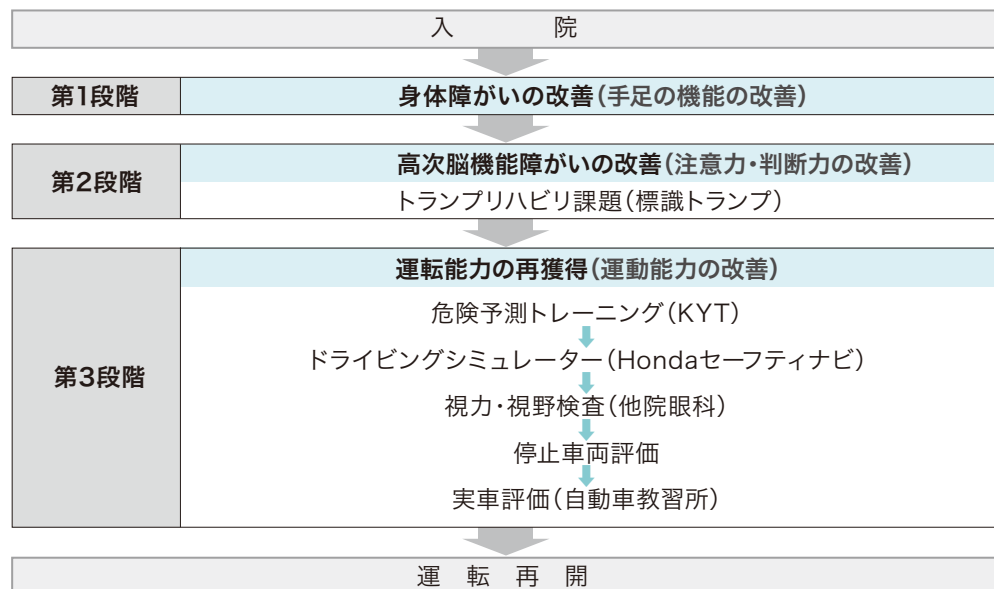 入院
第1段階
身体障がいの改善(手足の機能の改善)
第2段階
高次脳機能障がいの改善(注意力・判断力の改善)
トランプリハビリ課題(標識トランプ)
第3段階
運転能力の再獲得(運動能力の改善)
危険予測トレーニング(KYT)
ドライビングシミュレーター(Hondaセーフティナビ)
視力・視野検査(他院眼科)
停止車両評価
実車評価(自動車教習所)
運転再開